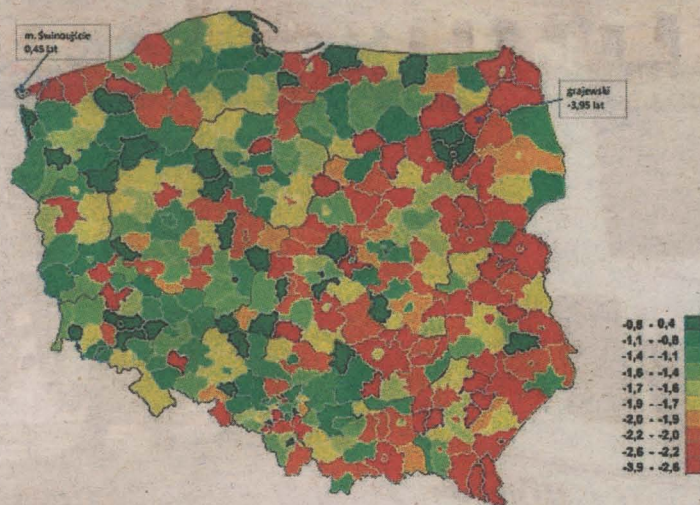 m. Świnoujście
0,45 lat
grajewski
-3,95 lat
-0,8 - 0,4
-1,1 - -0,8
-1,4 - -1,1
-1,6 - -1,4
-1,7 - -1,6
-1,9 - -1,7
-2,0 - -1,9
-2,2 - -2,0
-2,6 - -2,2
-3,9 - -2,6